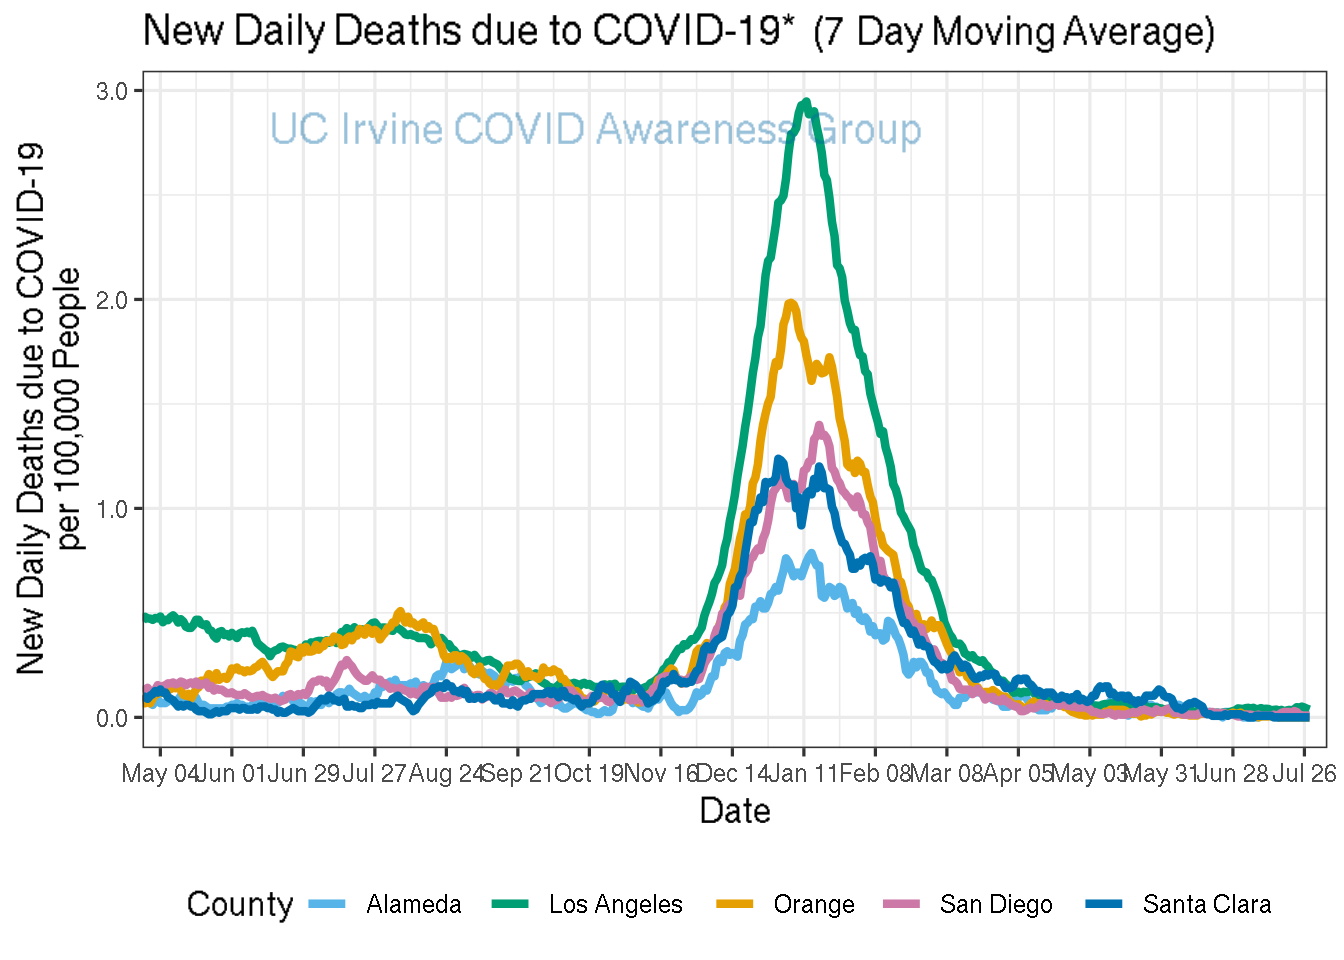 New Daily Deaths due to COVID-19* (7 Day Moving Average)
UC Irvine COVID Awareness Group
New Daily Deaths due to COVID-19
per 100,000 People
3.0
2.0
1.0
0.0
May 04 Jun 01 Jun 29 Jul 27 Aug 24 Sep 21 Oct 19 Nov 16 Dec 14 Jan 11 Feb 08 Mar 08 Apr 05 May 03 May 31 Jun 28 Jul 26
Date
County Alameda Los Angeles Orange San Diego Santa Clara